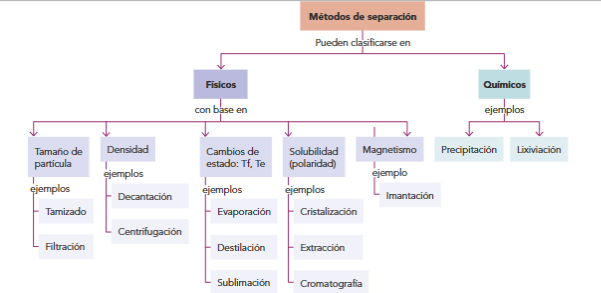 Métodos de separación
Pueden clasificarse en
Físicos
Químicos
con base en
ejemplos
Tamaño de
partícula
Densidad
Cambios de
estado: Tf, Te
Solubilidad
(polaridad)
Magnetismo
Precipitación
Lixiviación
ejemplos
ejemplos
ejemplos
ejemplos
ejemplo
Tamizado
Filtración
Decantación
Centrifugación
Evaporación
Destilación
Sublimación
Cristalización
Extracción
Cromatografía
Imantación